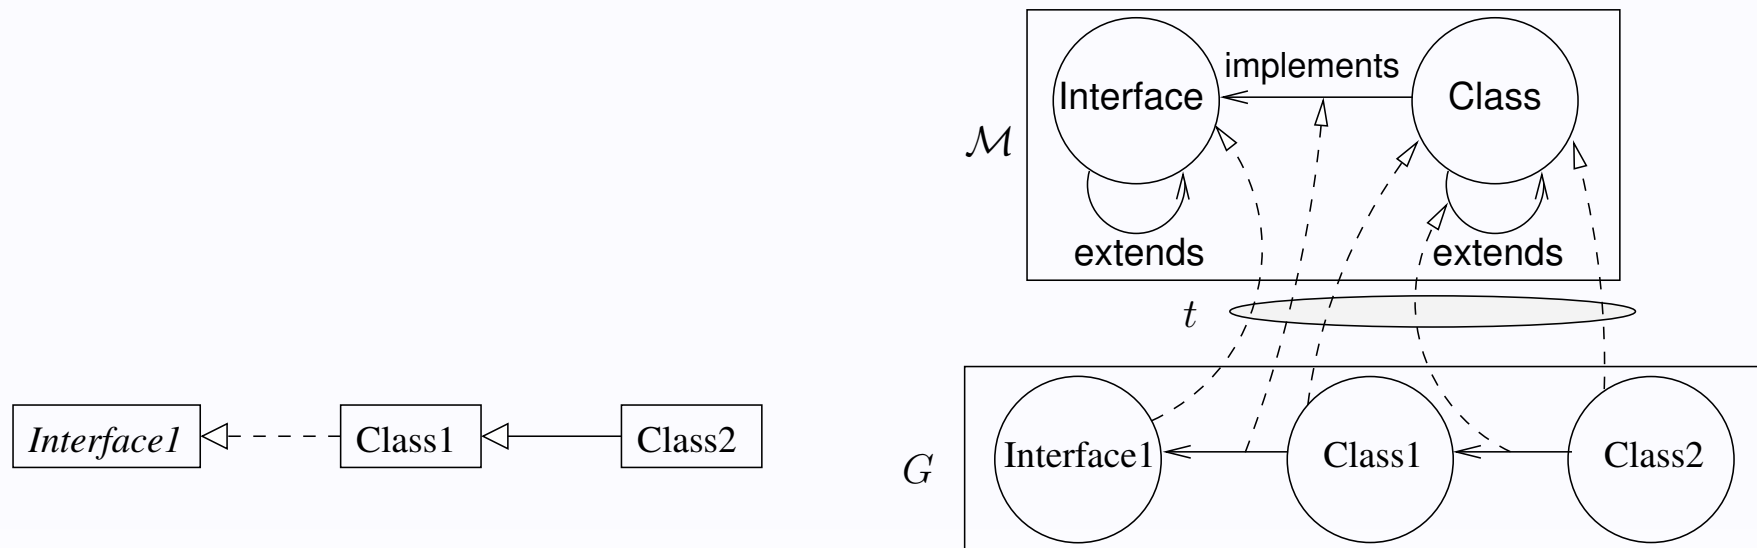 implements
Interface
Class
ℳ
extends
extends
t
Interface1
Class1
Class2
G
Interface1
Class1
Class2